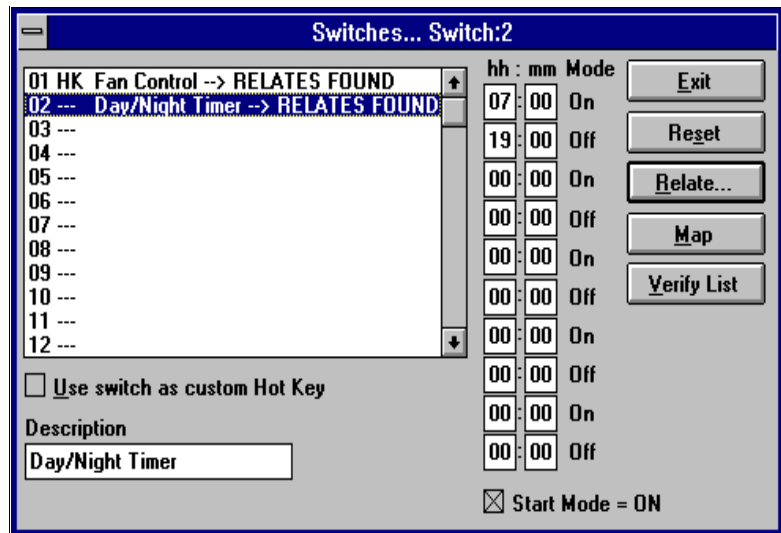 Switches... Switch:2
01 HK Fan Control --> RELATES FOUND
02 --- Day/Night Timer --> RELATES FOUND
03 ---
04 ---
05 ---
06 ---
07 ---
08 ---
09 ---
10 ---
11 ---
12 ---
Use switch as custom Hot Key
Description
Day/Night Timer
hh : mm Mode
07 : 00 On
19 : 00 Off
00 : 00 On
00 : 00 Off
00 : 00 On
00 : 00 Off
00 : 00 On
00 : 00 Off
00 : 00 On
00 : 00 Off
Start Mode = ON
Exit
Reset
Relate...
Map
Verify List